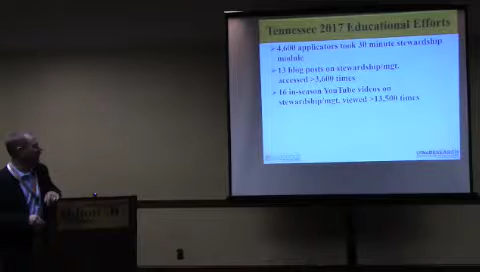 Tennessee 2017 Educational Efforts
4,600 applicators took 30 minute stewardship
module
13 blog posts on stewardship/mgt.
accessed >3,600 times
16 in-season YouTube videos on
stewardship/mgt, viewed >13,500 times